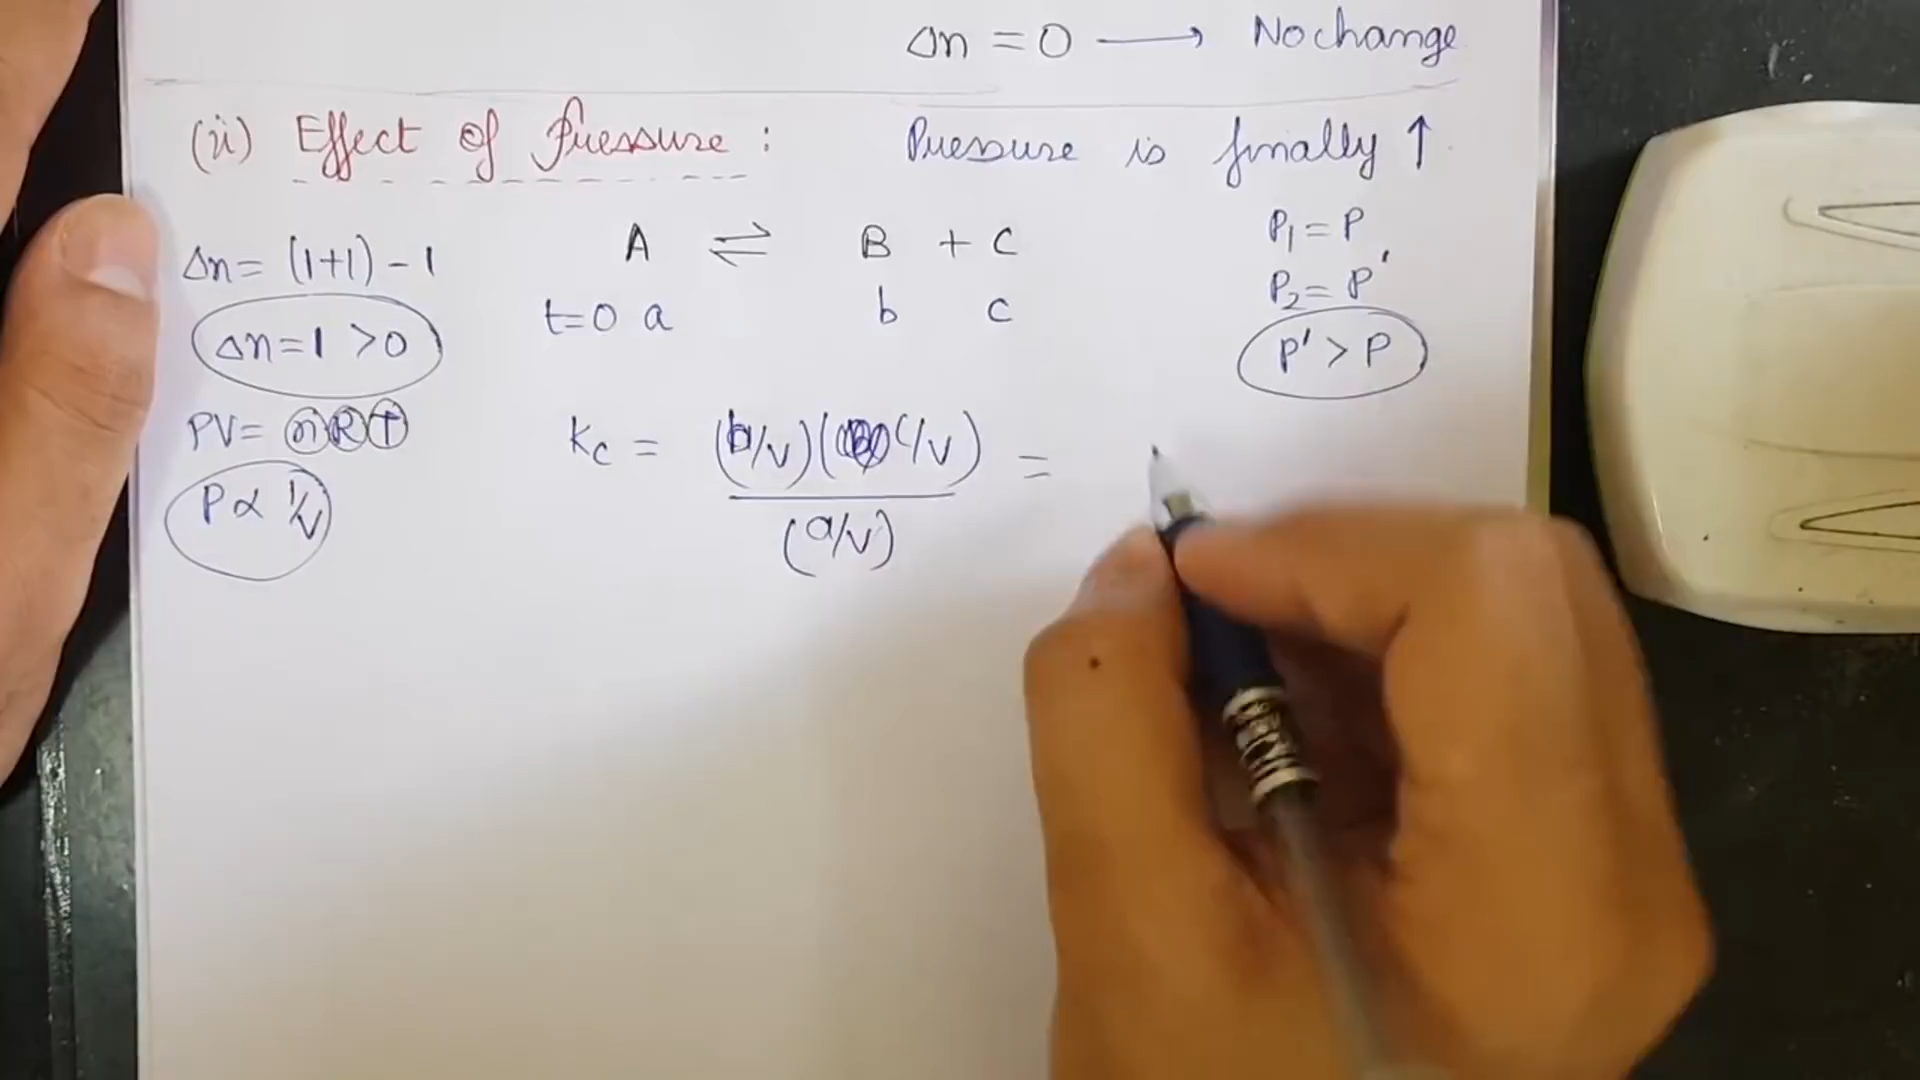 Δn = 0 ⟶ No change
(ii) Effect of Pressure : Pressure is finally ↑
Δn = (1+1) - 1
A ⇌ B + C
P₁ = P
t=0 a b c
P₂ = P'
Δn = 1 > 0
P' > P
PV = nRT
Kc = (b/v)(c/v) =
(a/v)
P ∝ 1/V